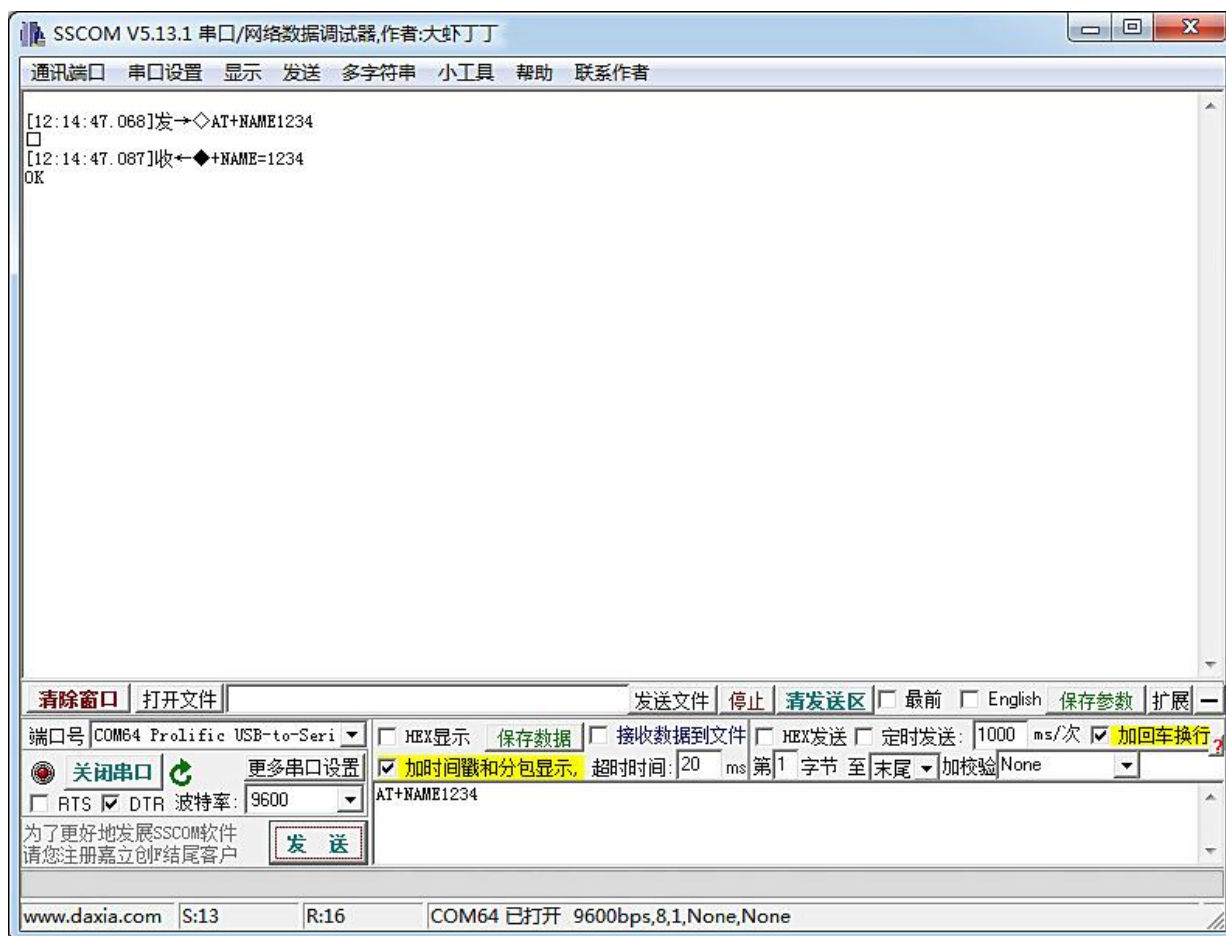 SSCOM V5.13.1 串口/网络数据调试器,作者:大虾丁丁
通讯端口 串口设置 显示 发送 多字符串 小工具 帮助 联系作者
[12:14:47.068]发→◇AT+NAME1234
□
[12:14:47.087]收←◆+NAME=1234
OK
清除窗口 打开文件 发送文件 停止 清发送区 最前 English 保存参数 扩展 —
端口号 COM64 Prolific USB-to-Seri HEX显示 保存数据 接收数据到文件 HEX发送 定时发送: 1000 ms/次 加回车换行 ?
关闭串口 更多串口设置 加时间戳和分包显示, 超时时间: 20 ms 第 1 字节 至 末尾 加校验 None
RTS DTR 波特率: 9600
AT+NAME1234
为了更好地发展SSCOM软件
请您注册嘉立创F结尾客户
发 送
www.daxia.com S:13 R:16 COM64 已打开 9600bps,8,1,None,None